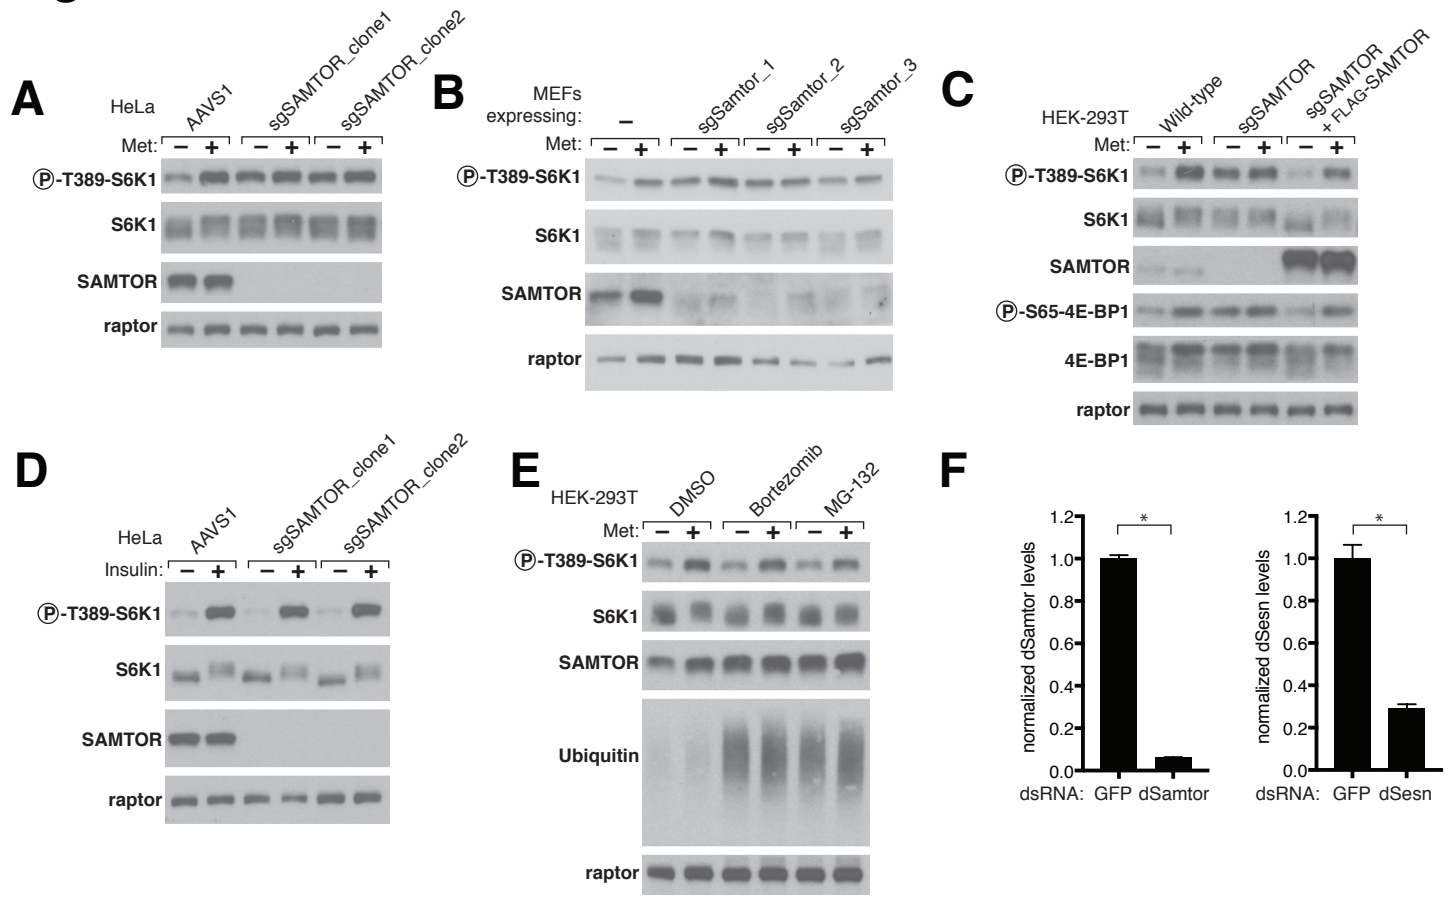 A
HeLa
AAVS1
sgSAMTOR_clone1
sgSAMTOR_clone2
Met: − + − + − +
Ⓟ-T389-S6K1
S6K1
SAMTOR
raptor
B
MEFs
expressing:
−
sgSamtor_1
sgSamtor_2
sgSamtor_3
Met: − + − + − + − +
Ⓟ-T389-S6K1
S6K1
SAMTOR
raptor
C
HEK-293T
Wild-type
sgSAMTOR
sgSAMTOR
+ FLAG-SAMTOR
Met: − + − + − +
Ⓟ-T389-S6K1
S6K1
SAMTOR
Ⓟ-S65-4E-BP1
4E-BP1
raptor
D
HeLa
AAVS1
sgSAMTOR_clone1
sgSAMTOR_clone2
Insulin: − + − + − +
Ⓟ-T389-S6K1
S6K1
SAMTOR
raptor
E
HEK-293T
DMSO
Bortezomib
MG-132
Met: − + − + − +
Ⓟ-T389-S6K1
S6K1
SAMTOR
Ubiquitin
raptor
F
normalized dSamtor levels
1.2
1.0
0.8
0.6
0.4
0.2
0.0
*
dsRNA: GFP dSamtor
normalized dSesn levels
1.2
1.0
0.8
0.6
0.4
0.2
0.0
*
dsRNA: GFP dSesn